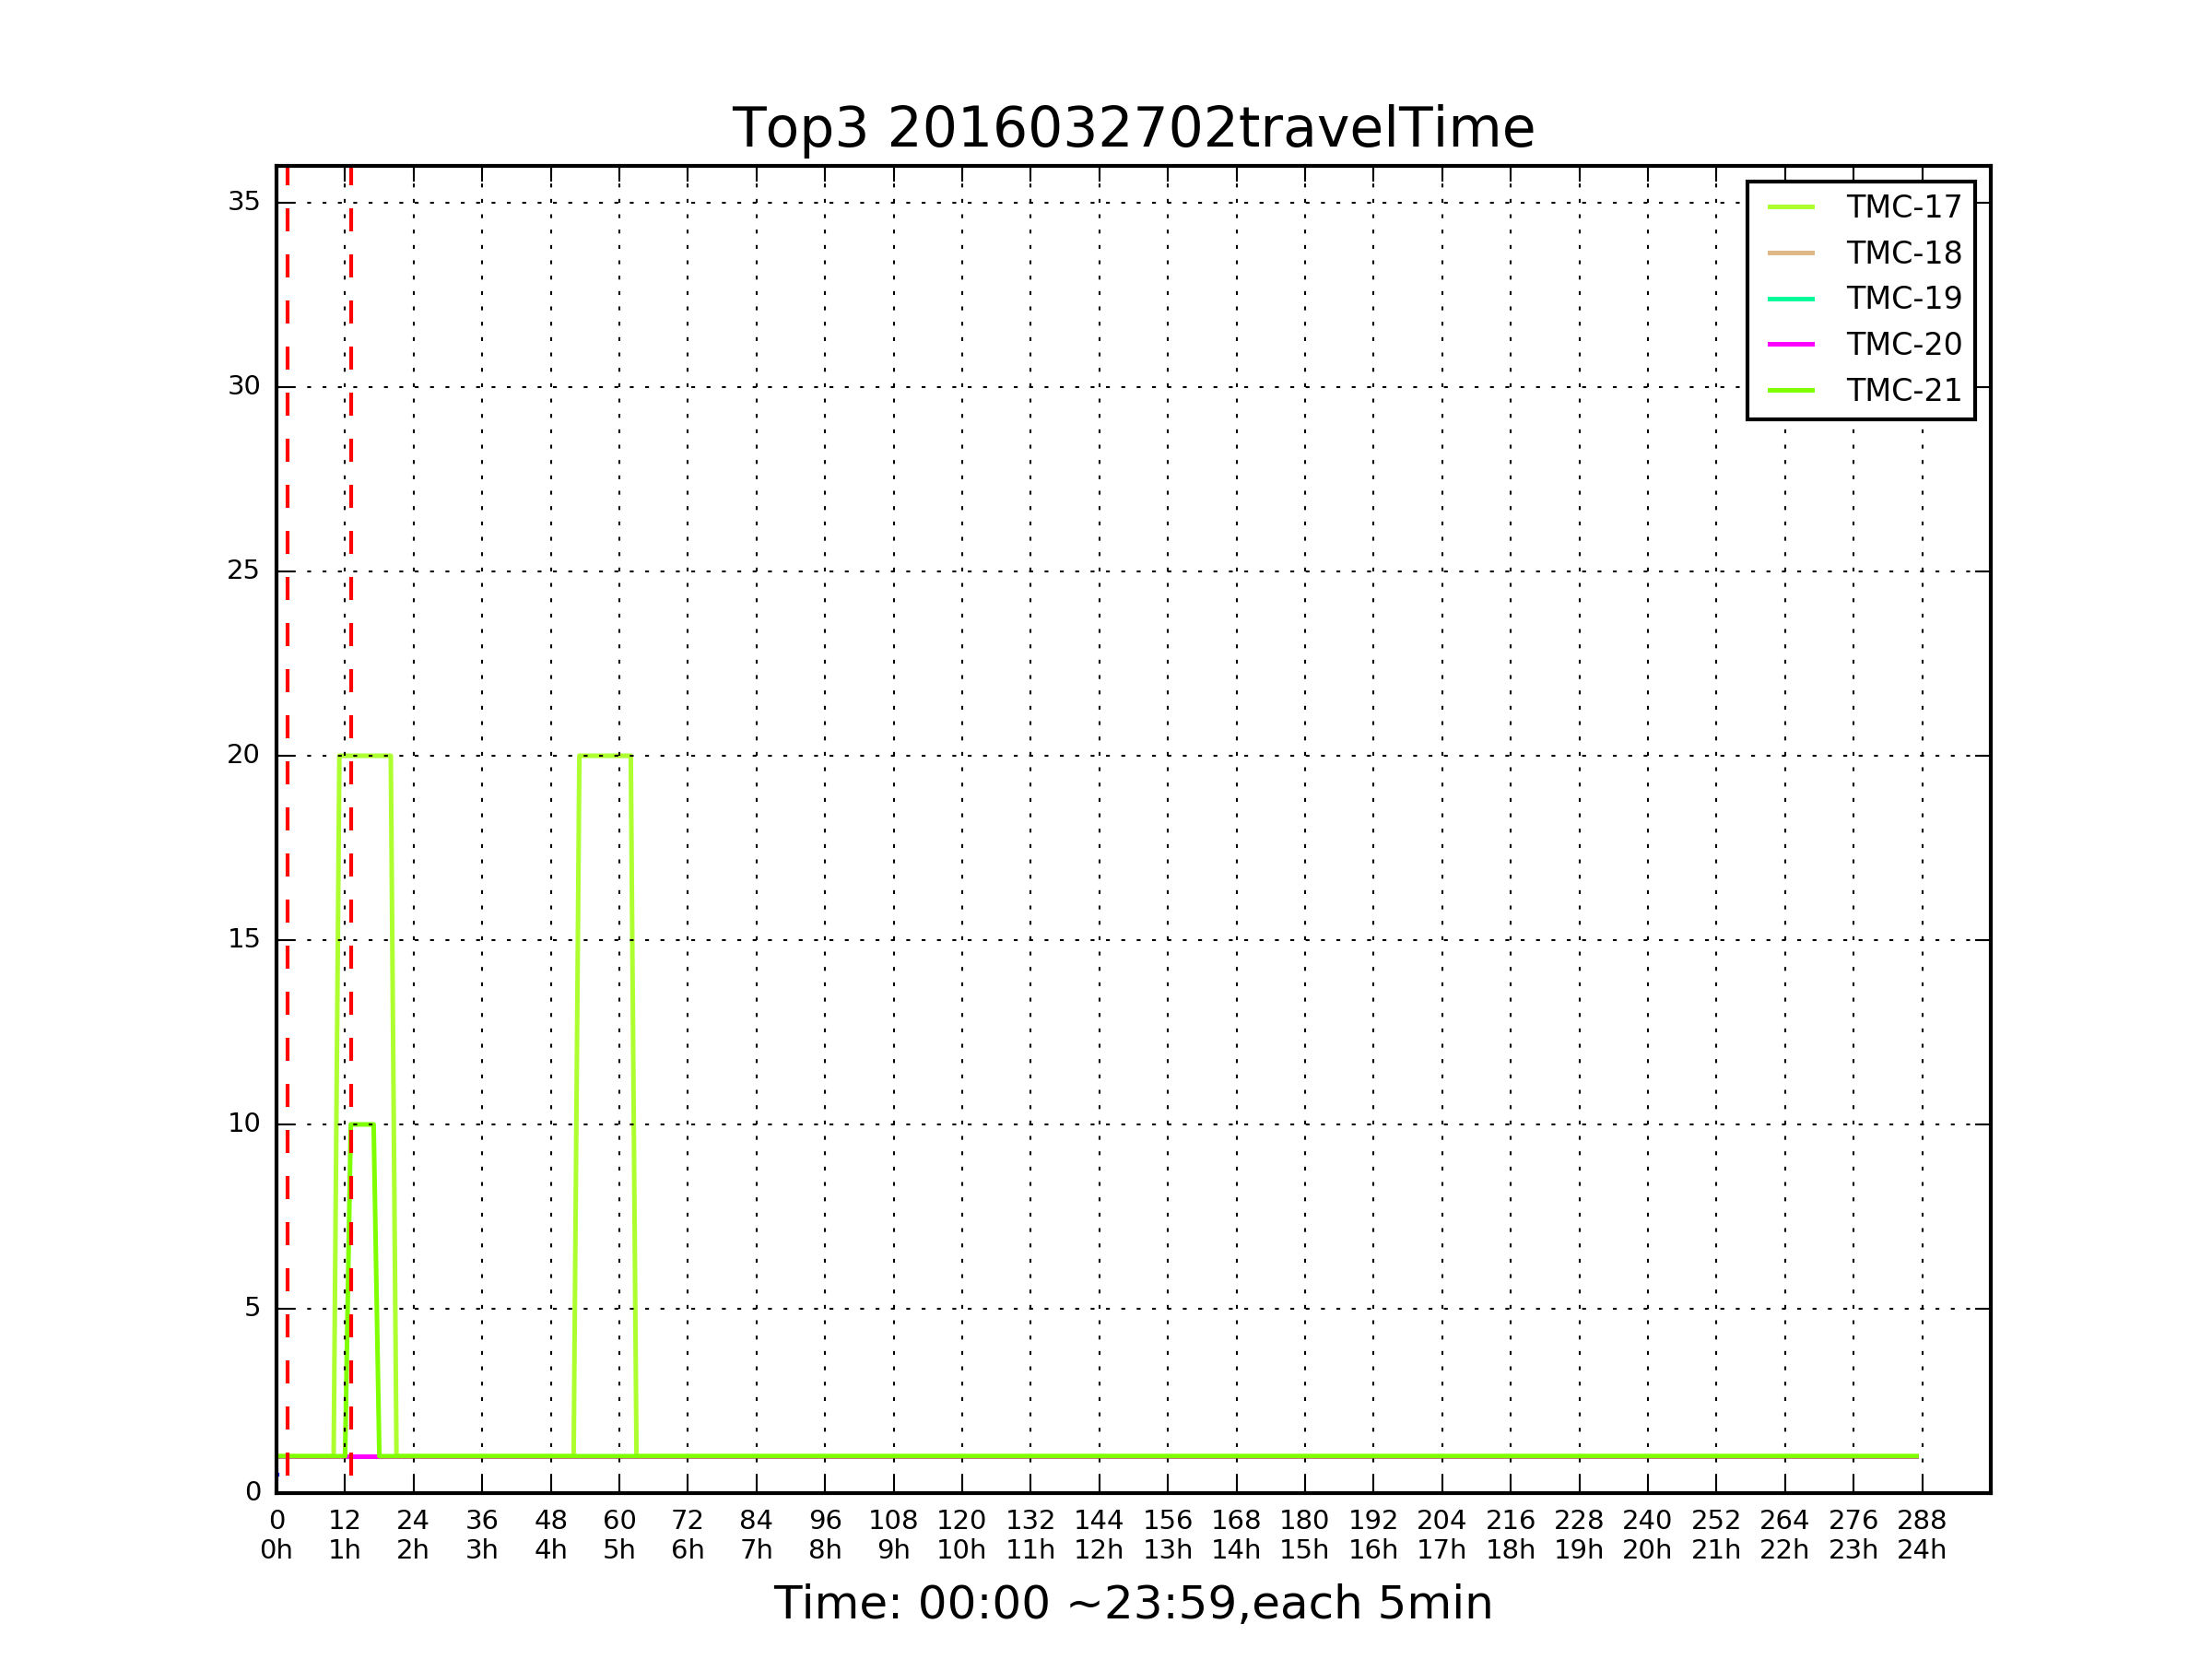 Top3 2016032702travelTime
35
30
25
20
15
10
5
0
TMC-17
TMC-18
TMC-19
TMC-20
TMC-21
0 12 24 36 48 60 72 84 96 108 120 132 144 156 168 180 192 204 216 228 240 252 264 276 288
0h 1h 2h 3h 4h 5h 6h 7h 8h 9h 10h 11h 12h 13h 14h 15h 16h 17h 18h 19h 20h 21h 22h 23h 24h
Time: 00:00 ~23:59,each 5min